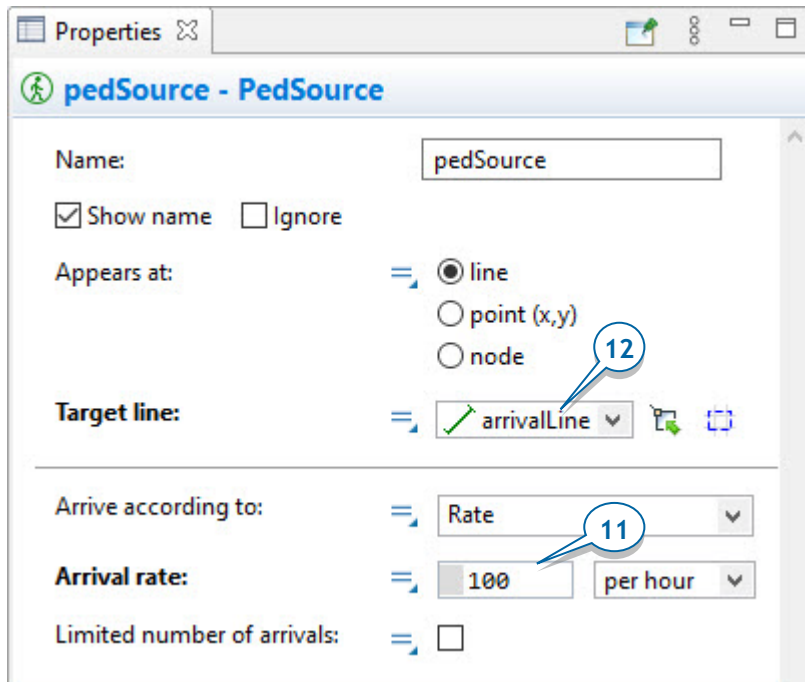 Properties
pedSource - PedSource
Name: pedSource
Show name Ignore
Appears at: line
point (x,y)
node
12
Target line: arrivalLine
Arrive according to: Rate
11
Arrival rate: 100 per hour
Limited number of arrivals: